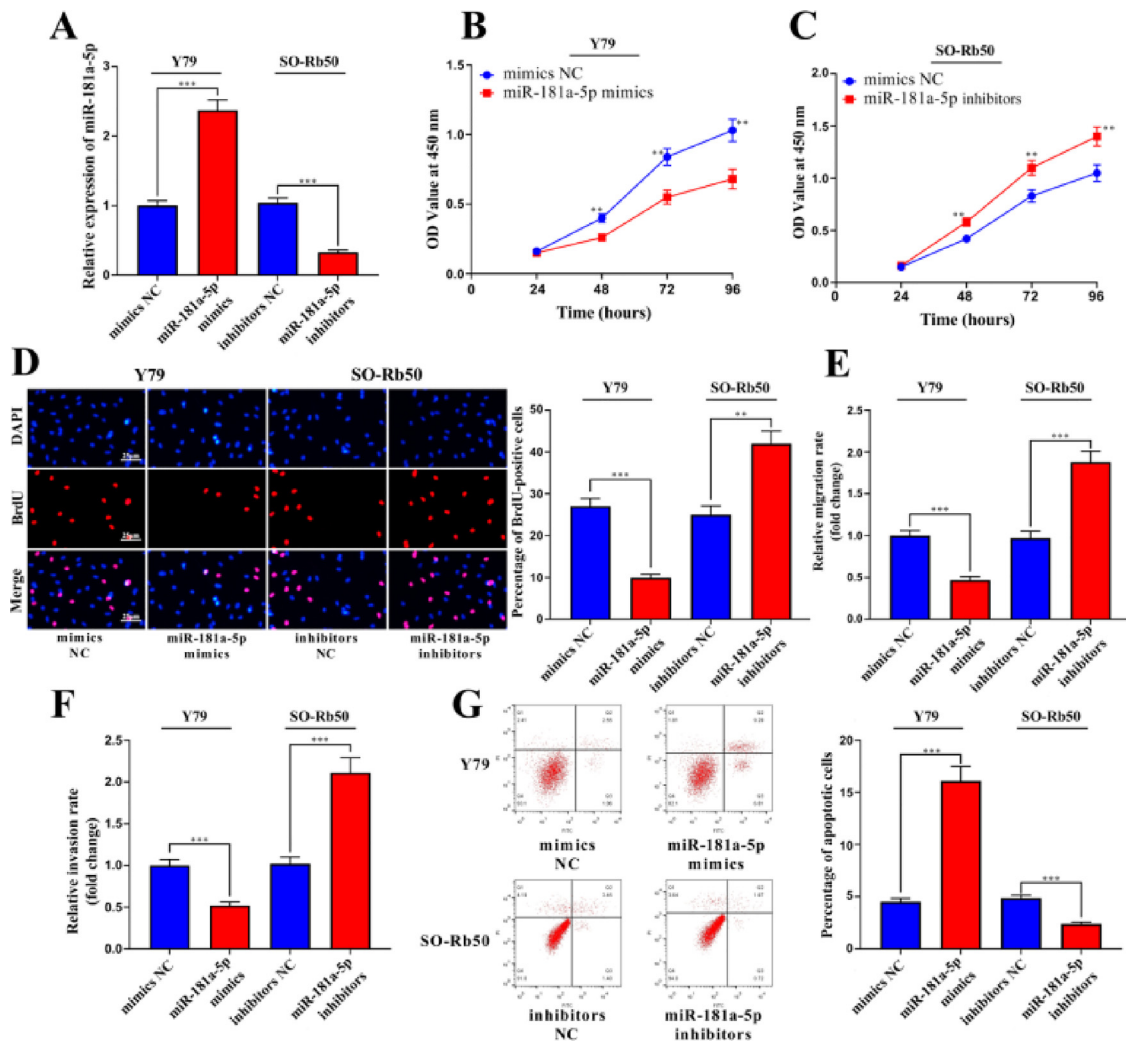 A
Y79
SO-Rb50
***
***
Relative expression of miR-181a-5p
3
2
1
0
mimics NC
miR-181a-5p
mimics
inhibitors NC
miR-181a-5p
inhibitors
B
Y79
mimics NC
miR-181a-5p mimics
OD Value at 450 nm
1.5
1.0
0.5
0.0
**
**
**
0
24
48
72
96
Time (hours)
C
SO-Rb50
mimics NC
miR-181a-5p inhibitors
OD Value at 450 nm
2.0
1.5
1.0
0.5
0.0
**
**
**
0
24
48
72
96
Time (hours)
D
Y79
SO-Rb50
DAPI
25μm
BrdU
25μm
Merge
25μm
mimics
NC
miR-181a-5p
mimics
inhibitors
NC
miR-181a-5p
inhibitors
Y79
SO-Rb50
***
**
Percentage of BrdU-positive cells
50
40
30
20
10
0
mimics NC
miR-181a-5p
mimics
inhibitors NC
miR-181a-5p
inhibitors
E
Y79
SO-Rb50
***
***
Relative migration rate
(fold change)
2.5
2.0
1.5
1.0
0.5
0.0
mimics NC
miR-181a-5p
mimics
inhibitors NC
miR-181a-5p
inhibitors
F
Y79
SO-Rb50
***
***
Relative invasion rate
(fold change)
2.5
2.0
1.5
1.0
0.5
0.0
mimics NC
miR-181a-5p
mimics
inhibitors NC
miR-181a-5p
inhibitors
G
Y79
mimics
NC
miR-181a-5p
mimics
SO-Rb50
inhibitors
NC
miR-181a-5p
inhibitors
Y79
SO-Rb50
***
***
Percentage of apoptotic cells
20
15
10
5
0
mimics NC
miR-181a-5p
mimics
inhibitors NC
miR-181a-5p
inhibitors